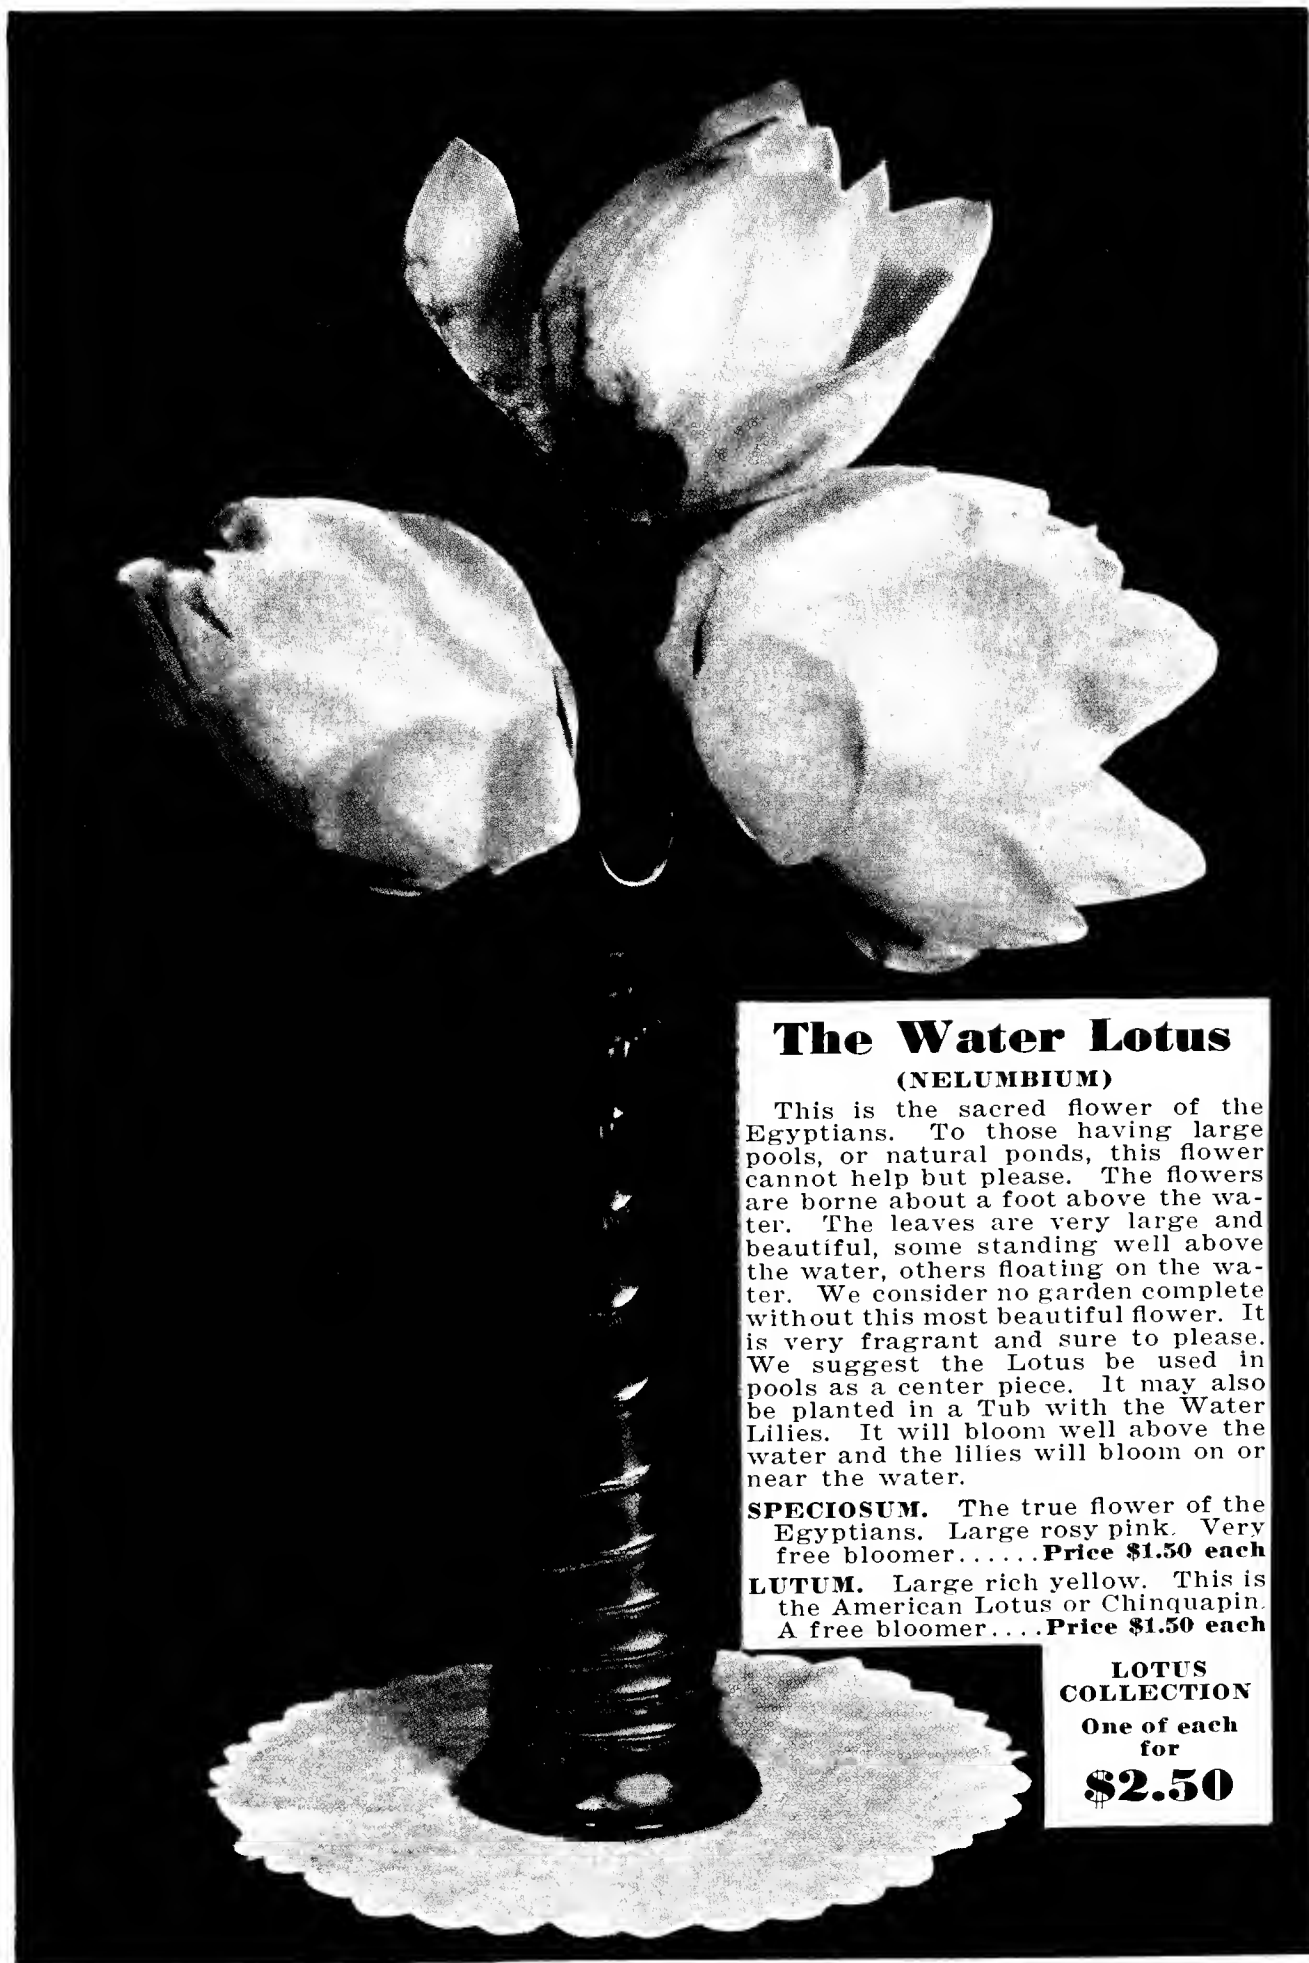 The Water Lotus
(NELUMBIUM)
This is the sacred flower of the
Egyptians. To those having large
pools, or natural ponds, this flower
cannot help but please. The flowers
are borne about a foot above the wa-
ter. The leaves are very large and
beautiful, some standing well above
the water, others floating on the wa-
ter. We consider no garden complete
without this most beautiful flower. It
is very fragrant and sure to please.
We suggest the Lotus be used in
pools as a center piece. It may also
be planted in a Tub with the Water
Lilies. It will bloom well above the
water and the lilies will bloom on or
near the water.
SPECIOSUM. The true flower of the
Egyptians. Large rosy pink. Very
free bloomer......Price $1.50 each
LUTUM. Large rich yellow. This is
the American Lotus or Chinquapin.
A free bloomer....Price $1.50 each
LOTUS
COLLECTION
One of each
for
$2.50